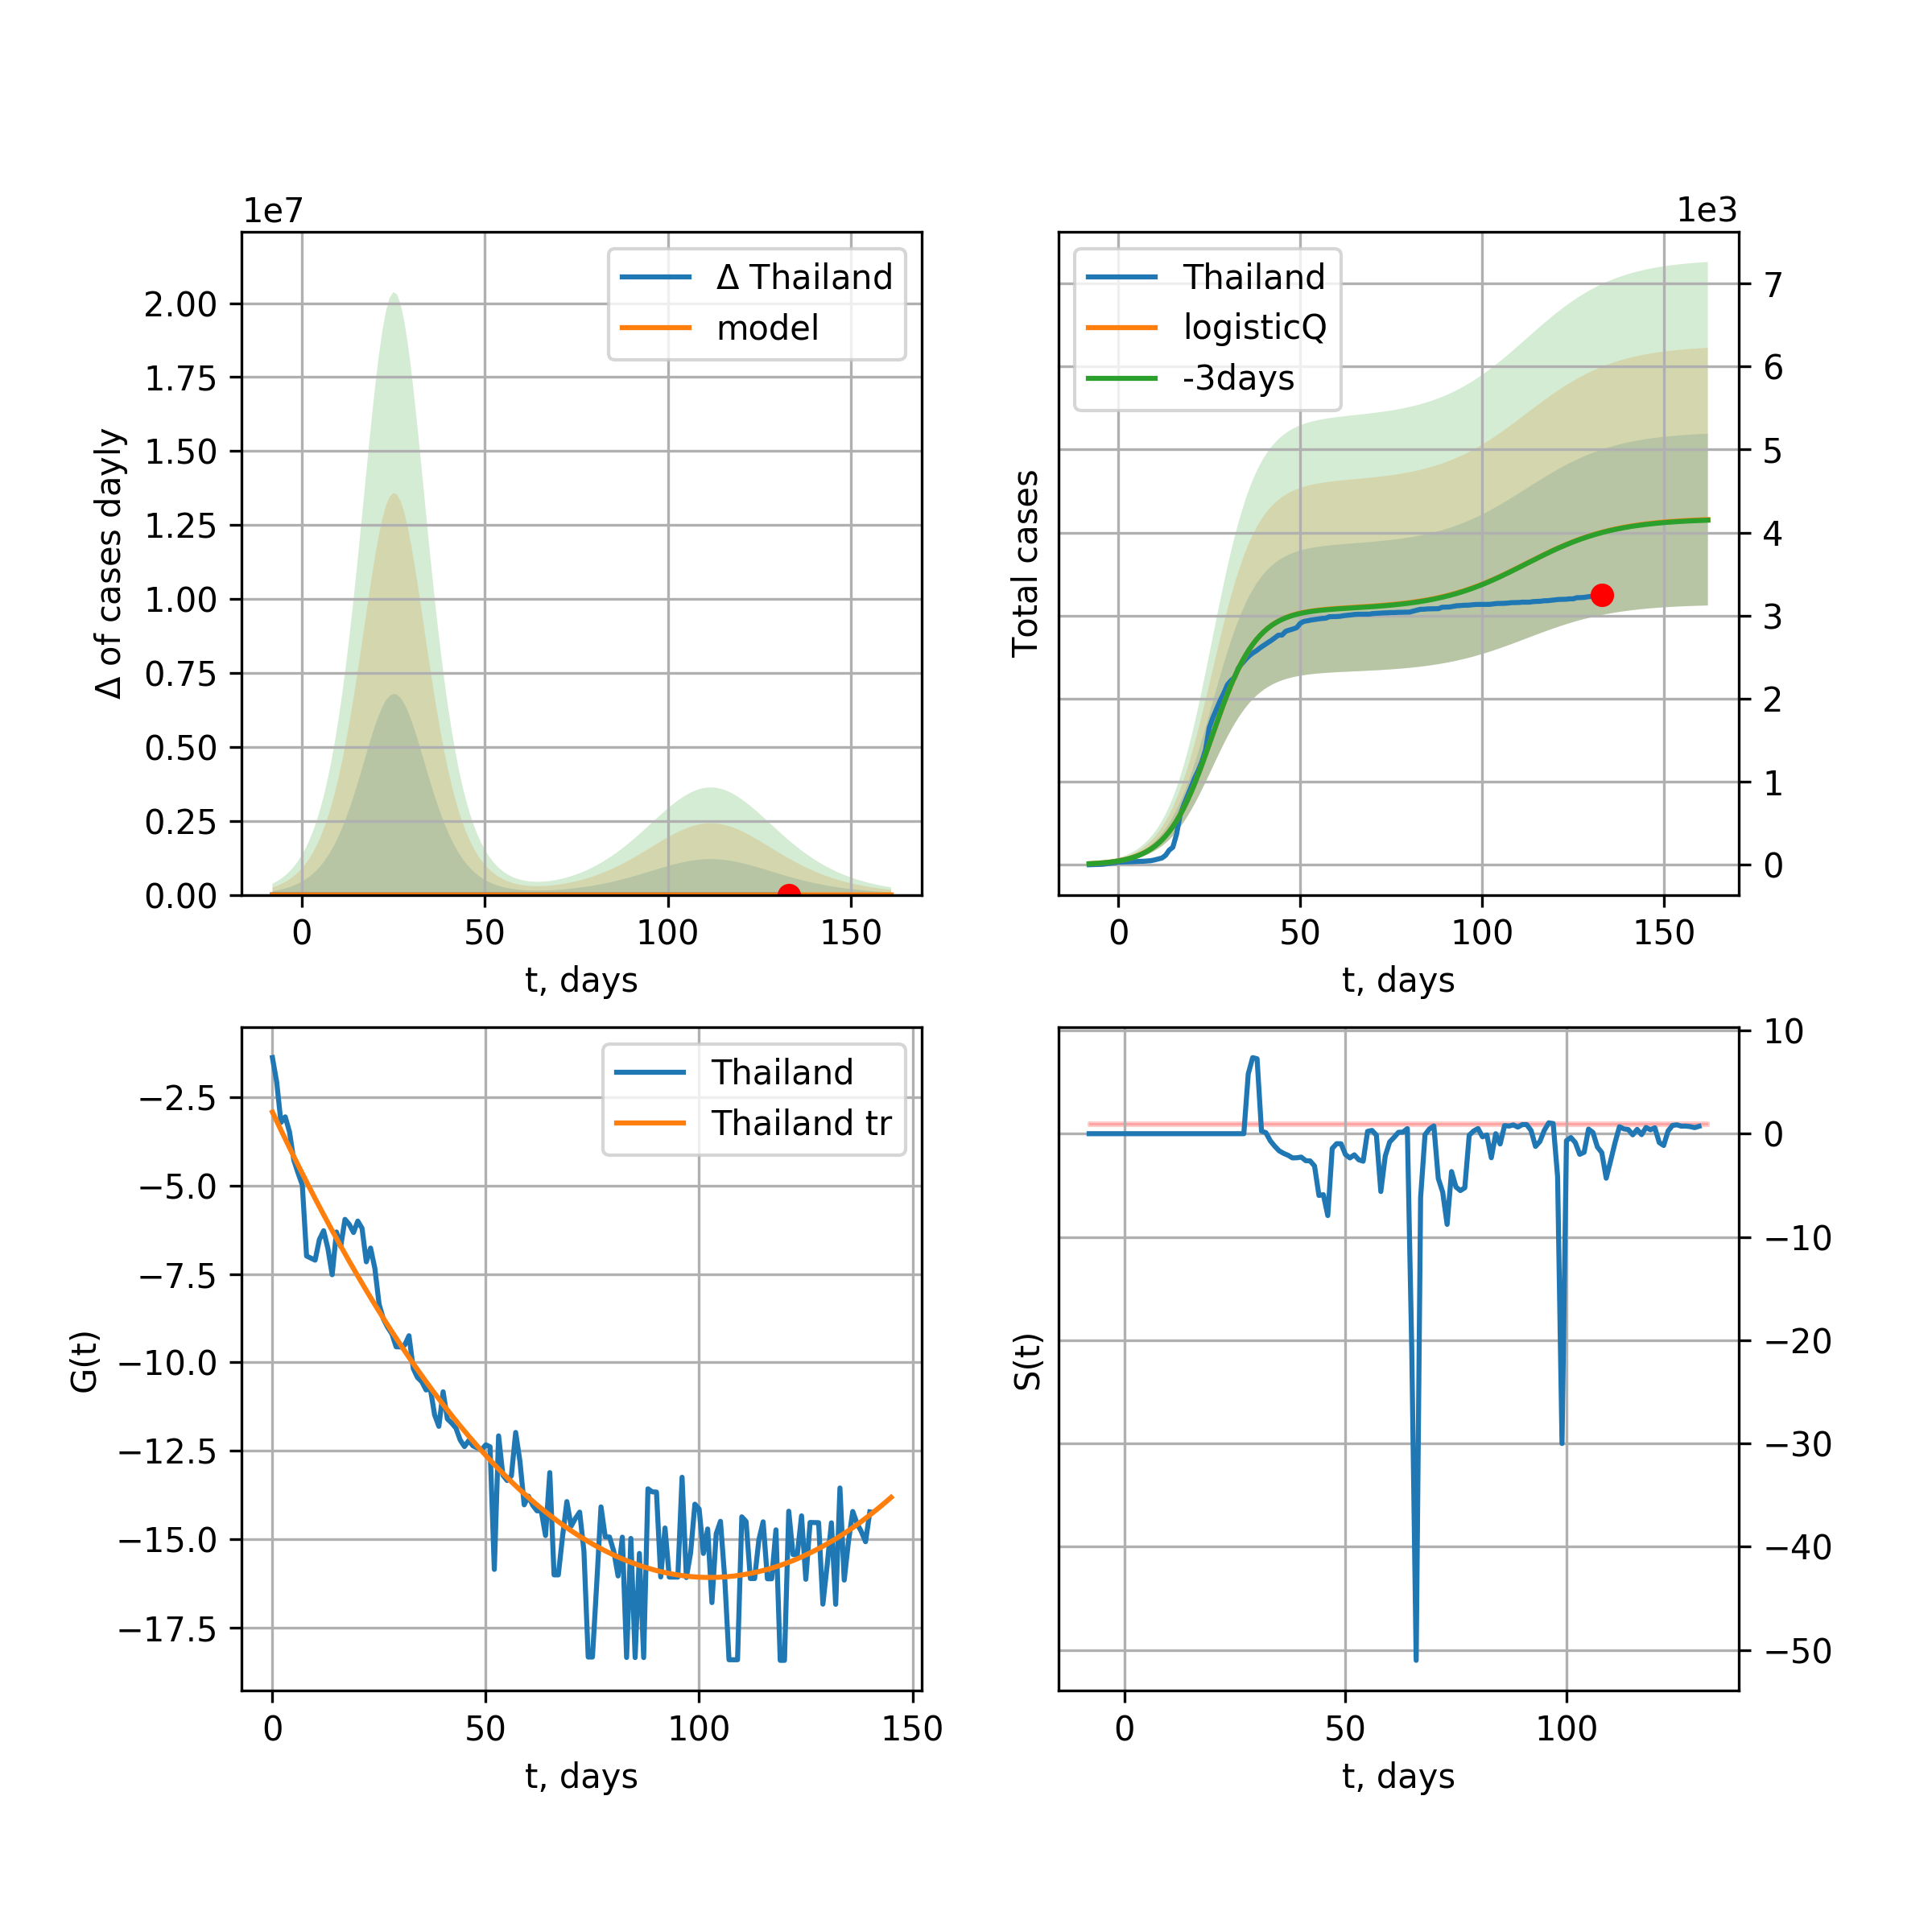 1e7
Δ of cases dayly
2.00
1.75
1.50
1.25
1.00
0.75
0.50
0.25
0.00
Δ Thailand
model
0 50 100 150
t, days
1e3
Total cases
Thailand
logisticQ
-3days
7
6
5
4
3
2
1
0
0 50 100 150
t, days
G(t)
−2.5
−5.0
−7.5
−10.0
−12.5
−15.0
−17.5
Thailand
Thailand tr
0 50 100 150
t, days
S(t)
10
0
−10
−20
−30
−40
−50
0 50 100
t, days